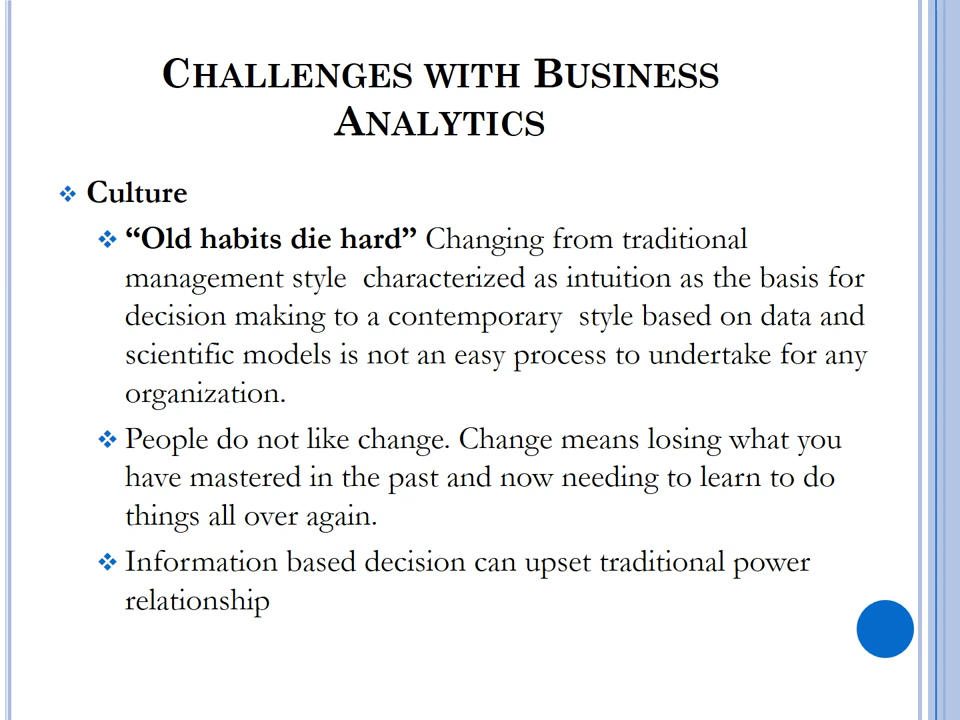 CHALLENGES WITH BUSINESS
ANALYTICS
Culture
“Old habits die hard” Changing from traditional
management style  characterized as intuition as the basis for
decision making to a contemporary  style based on data and
scientific models is not an easy process to undertake for any
organization.
People do not like change. Change means losing what you
have mastered in the past and now needing to learn to do
things all over again.
Information based decision can upset traditional power
relationship